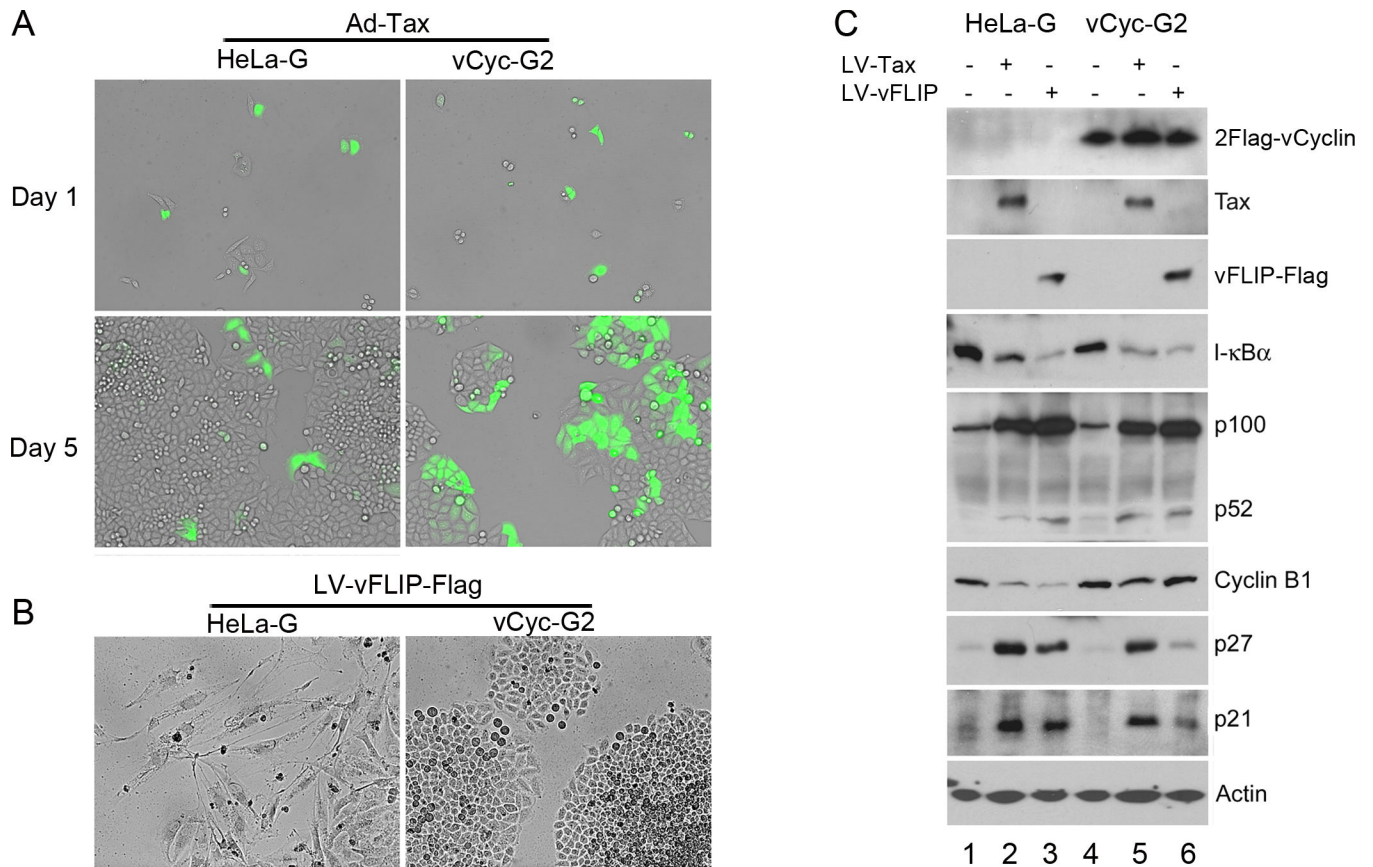 A
Ad-Tax
HeLa-G vCyc-G2
Day 1
Day 5
B
LV-vFLIP-Flag
HeLa-G vCyc-G2
C
HeLa-G vCyc-G2
LV-Tax - + - - + -
LV-vFLIP - - + - - +
2Flag-vCyclin
Tax
vFLIP-Flag
I-κBα
p100
p52
Cyclin B1
p27
p21
Actin
1 2 3 4 5 6